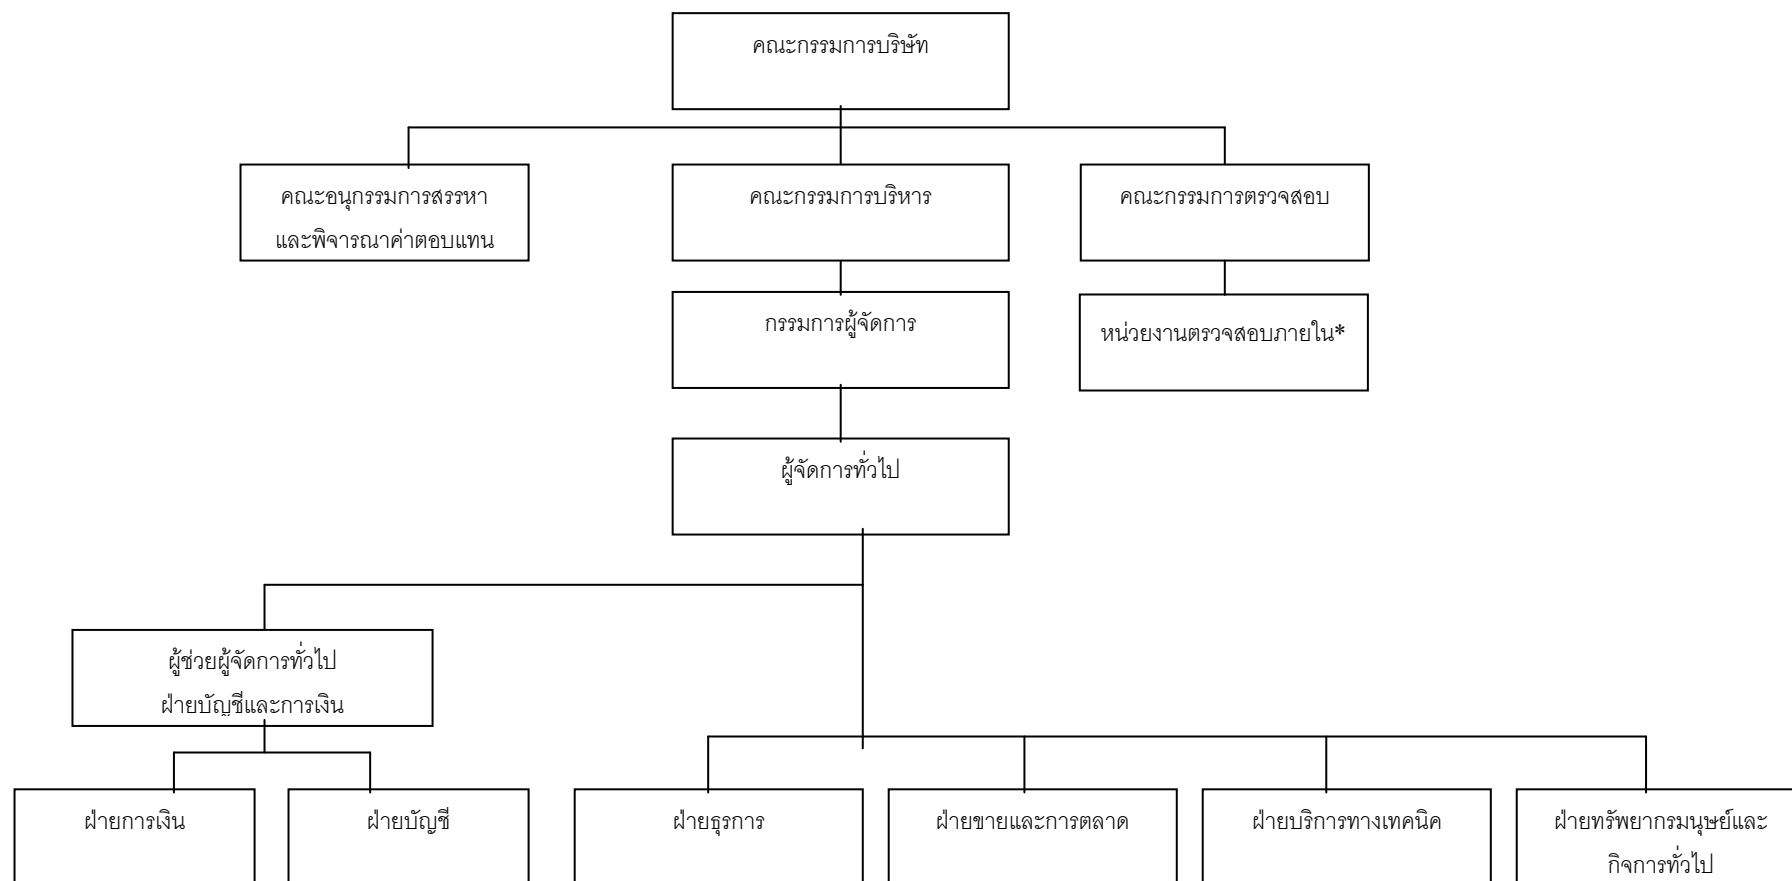 คณะกรรมการบริษัท
คณะอนุกรรมการสรรหา
และพิจารณาค่าตอบแทน
คณะกรรมการบริหาร
คณะกรรมการตรวจสอบ
กรรมการผู้จัดการ
หน่วยงานตรวจสอบภายใน*
ผู้จัดการทั่วไป
ผู้ช่วยผู้จัดการทั่วไป
ฝ่ายบัญชีและการเงิน
ฝ่ายการเงิน
ฝ่ายบัญชี
ฝ่ายธุรการ
ฝ่ายขายและการตลาด
ฝ่ายบริการทางเทคนิค
ฝ่ายทรัพยากรมนุษย์และ
กิจการทั่วไป